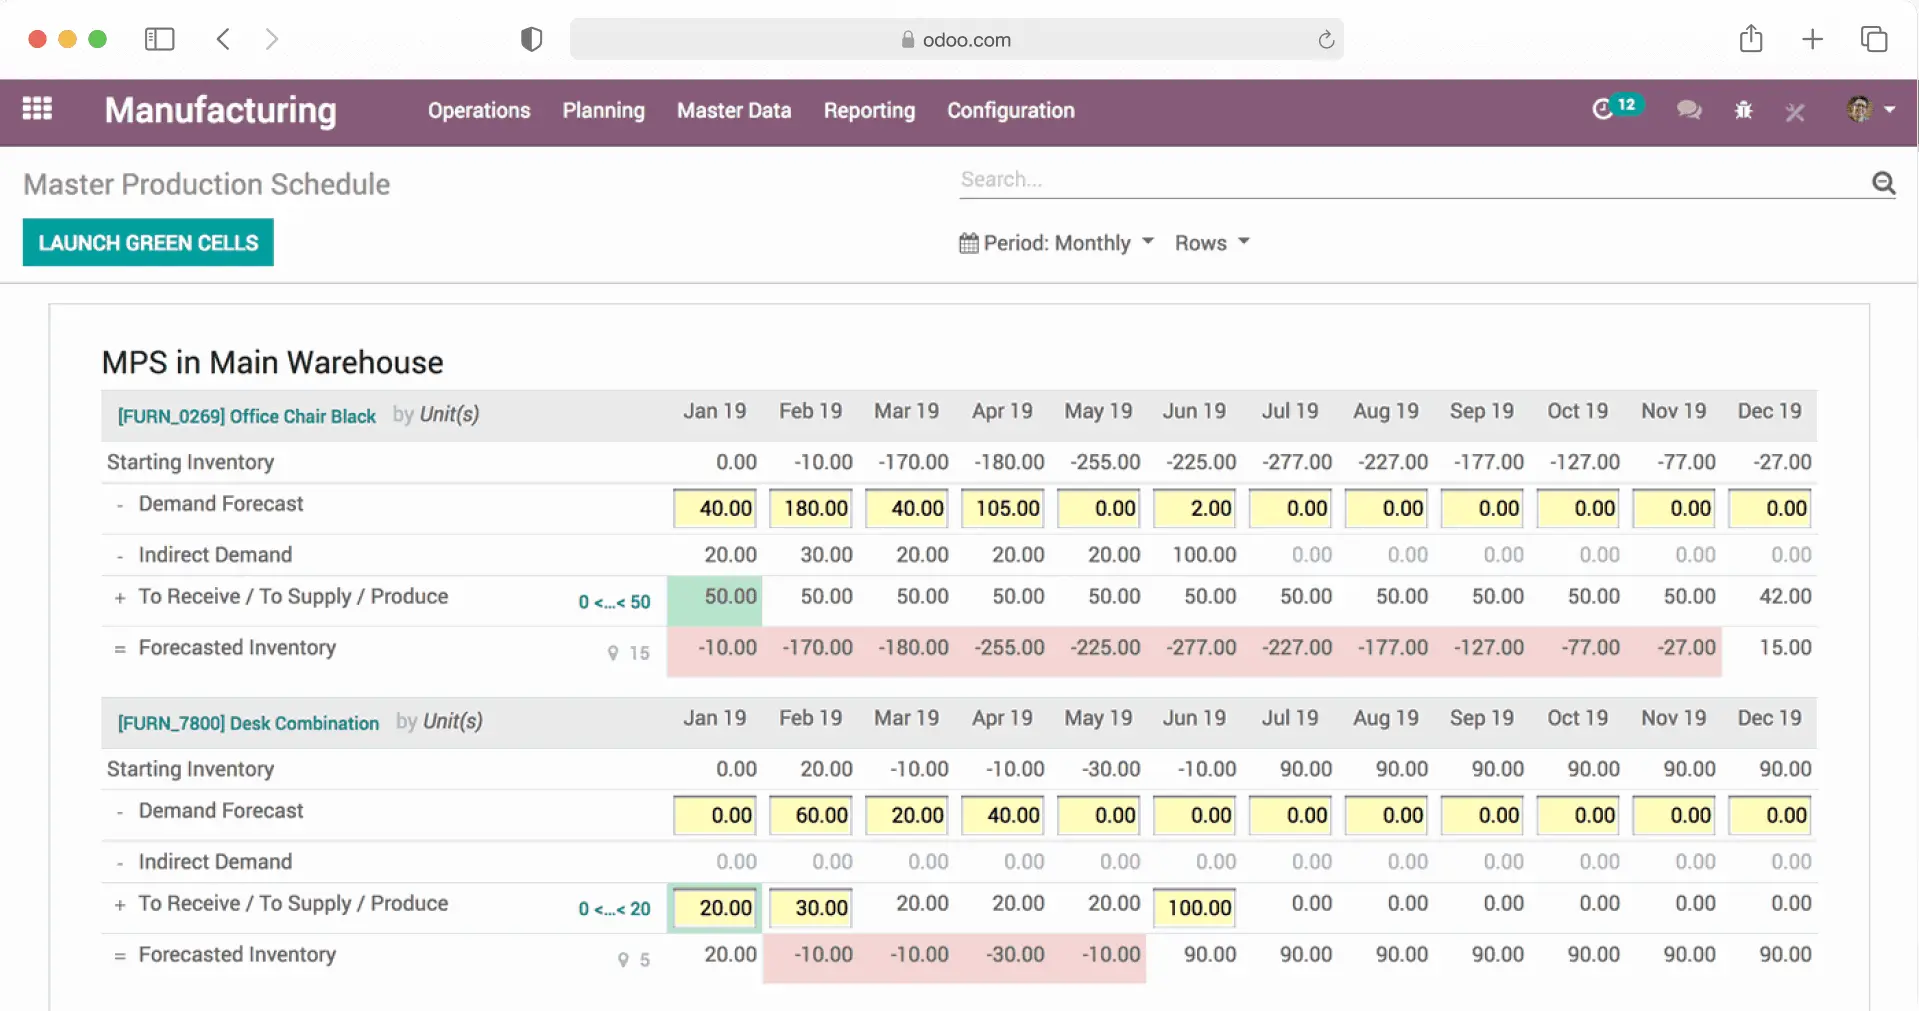 odoo.com
Manufacturing Operations Planning Master Data Reporting Configuration 12
Master Production Schedule
Search...
LAUNCH GREEN CELLS
Period: Monthly Rows
MPS in Main Warehouse
[FURN_0269] Office Chair Black by Unit(s) Jan 19 Feb 19 Mar 19 Apr 19 May 19 Jun 19 Jul 19 Aug 19 Sep 19 Oct 19 Nov 19 Dec 19
Starting Inventory 0.00 -10.00 -170.00 -180.00 -255.00 -225.00 -277.00 -227.00 -177.00 -127.00 -77.00 -27.00
- Demand Forecast 40.00 180.00 40.00 105.00 0.00 2.00 0.00 0.00 0.00 0.00 0.00 0.00
- Indirect Demand 20.00 30.00 20.00 20.00 20.00 100.00 0.00 0.00 0.00 0.00 0.00 0.00
+ To Receive / To Supply / Produce 0 <...< 50 50.00 50.00 50.00 50.00 50.00 50.00 50.00 50.00 50.00 50.00 50.00 42.00
= Forecasted Inventory 15 -10.00 -170.00 -180.00 -255.00 -225.00 -277.00 -227.00 -177.00 -127.00 -77.00 -27.00 15.00
[FURN_7800] Desk Combination by Unit(s) Jan 19 Feb 19 Mar 19 Apr 19 May 19 Jun 19 Jul 19 Aug 19 Sep 19 Oct 19 Nov 19 Dec 19
Starting Inventory 0.00 20.00 -10.00 -10.00 -30.00 -10.00 90.00 90.00 90.00 90.00 90.00 90.00
- Demand Forecast 0.00 60.00 20.00 40.00 0.00 0.00 0.00 0.00 0.00 0.00 0.00 0.00
- Indirect Demand 0.00 0.00 0.00 0.00 0.00 0.00 0.00 0.00 0.00 0.00 0.00 0.00
+ To Receive / To Supply / Produce 0 <...< 20 20.00 30.00 20.00 20.00 20.00 100.00 0.00 0.00 0.00 0.00 0.00 0.00
= Forecasted Inventory 5 20.00 -10.00 -10.00 -30.00 -10.00 90.00 90.00 90.00 90.00 90.00 90.00 90.00